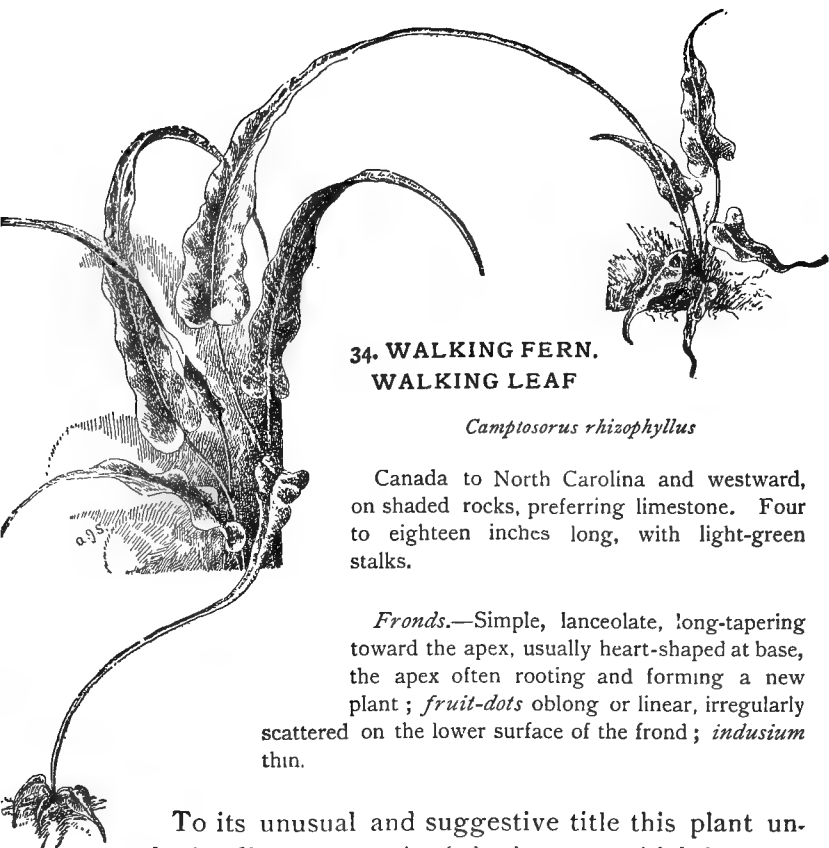 34. WALKING FERN.
WALKING LEAF
Camptosorus rhizophyllus
Canada to North Carolina and westward,
on shaded rocks, preferring limestone. Four
to eighteen inches long, with light-green
stalks.
Fronds.—Simple, lanceolate, long-tapering
toward the apex, usually heart-shaped at base,
the apex often rooting and forming a new
plant ; fruit-dots oblong or linear, irregularly
scattered on the lower surface of the frond ; indusium
thin.
a.g.s.
To its unusual and suggestive title this plant un-